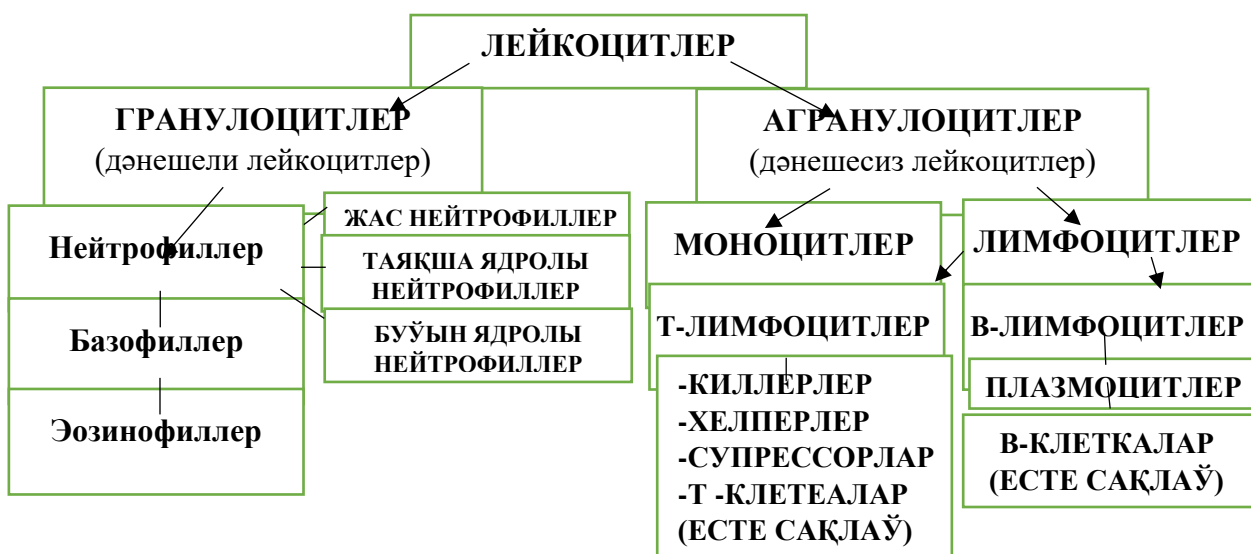 ЛЕЙКОЦИТЛЕР
ГРАНУЛОЦИТЛЕР
(дәнешели лейкоцитлер)
АГРАНУЛОЦИТЛЕР
(дәнешесиз лейкоцитлер)
Нейтрофиллер
Базофиллер
Эозинофиллер
ЖАС НЕЙТРОФИЛЛЕР
ТАЯҚША ЯДРОЛЫ
НЕЙТРОФИЛЛЕР
БУЎЫН ЯДРОЛЫ
НЕЙТРОФИЛЛЕР
МОНОЦИТЛЕР
ЛИМФОЦИТЛЕР
Т-ЛИМФОЦИТЛЕР
-КИЛЛЕРЛЕР
-ХЕЛПЕРЛЕР
-СУПРЕССОРЛАР
-Т -КЛЕТЕАЛАР
(ЕСТЕ САҚЛАЎ)
В-ЛИМФОЦИТЛЕР
ПЛАЗМОЦИТЛЕР
В-КЛЕТКАЛАР
(ЕСТЕ САҚЛАЎ)